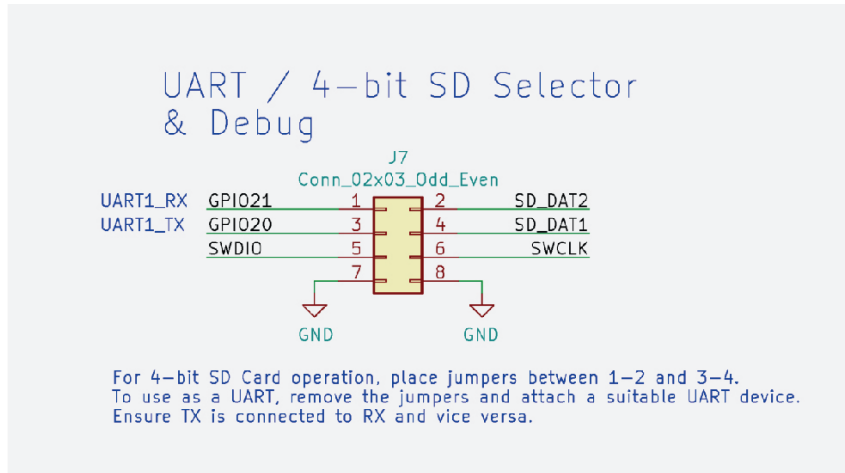 UART / 4-bit SD Selector
& Debug
J7
Conn_02x03_Odd_Even
UART1_RX GPIO21 1 2 SD_DAT2
UART1_TX GPIO20 3 4 SD_DAT1
SWDIO 5 6 SWCLK
7 8
GND GND
For 4-bit SD Card operation, place jumpers between 1-2 and 3-4.
To use as a UART, remove the jumpers and attach a suitable UART device.
Ensure TX is connected to RX and vice versa.